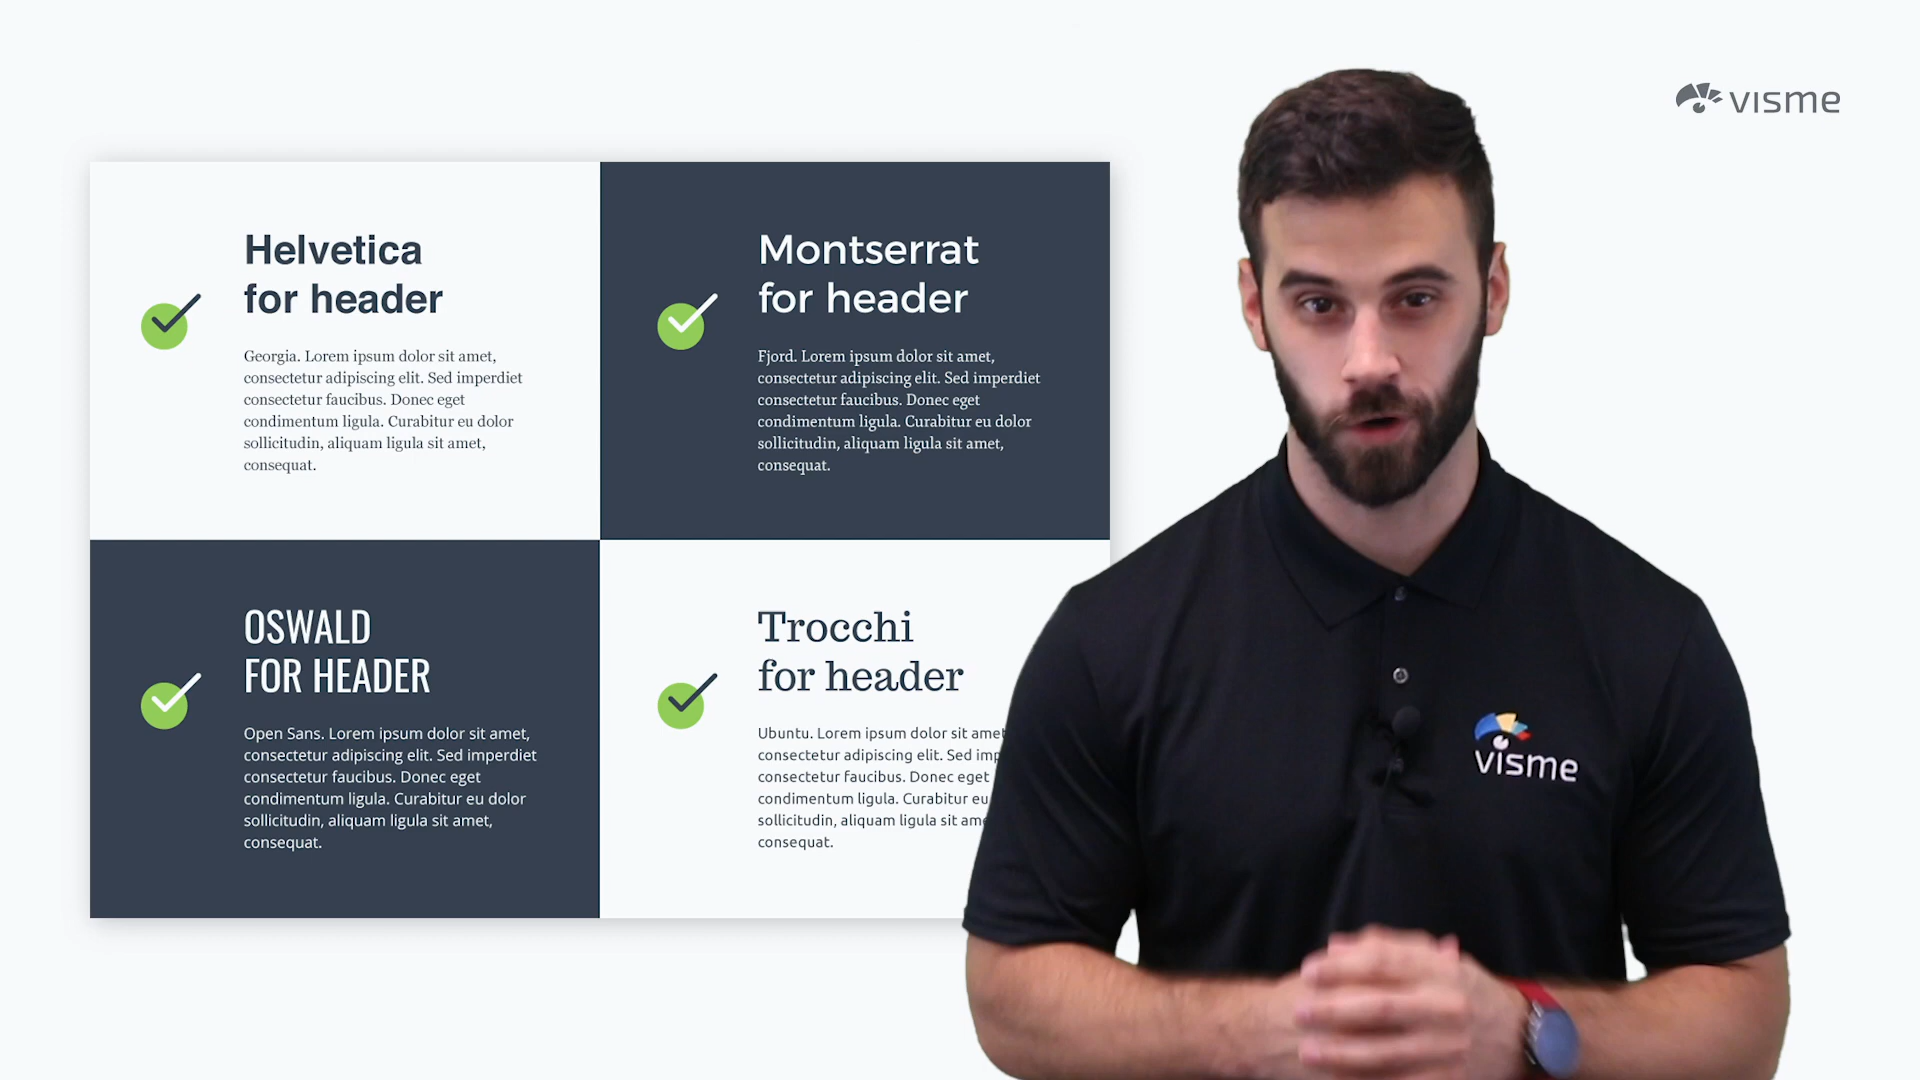 visme
Helvetica
for header
Georgia. Lorem ipsum dolor sit amet,
consectetur adipiscing elit. Sed imperdiet
consectetur faucibus. Donec eget
condimentum ligula. Curabitur eu dolor
sollicitudin, aliquam ligula sit amet,
consequat.
Montserrat
for header
Fjord. Lorem ipsum dolor sit amet,
consectetur adipiscing elit. Sed imperdiet
consectetur faucibus. Donec eget
condimentum ligula. Curabitur eu dolor
sollicitudin, aliquam ligula sit amet,
consequat.
OSWALD
FOR HEADER
Open Sans. Lorem ipsum dolor sit amet,
consectetur adipiscing elit. Sed imperdiet
consectetur faucibus. Donec eget
condimentum ligula. Curabitur eu dolor
sollicitudin, aliquam ligula sit amet,
consequat.
Trocchi
for header
Ubuntu. Lorem ipsum dolor sit amet
consectetur adipiscing elit. Sed imp
consectetur faucibus. Donec eget
condimentum ligula. Curabitur eu
sollicitudin, aliquam ligula sit ame
consequat.
visme